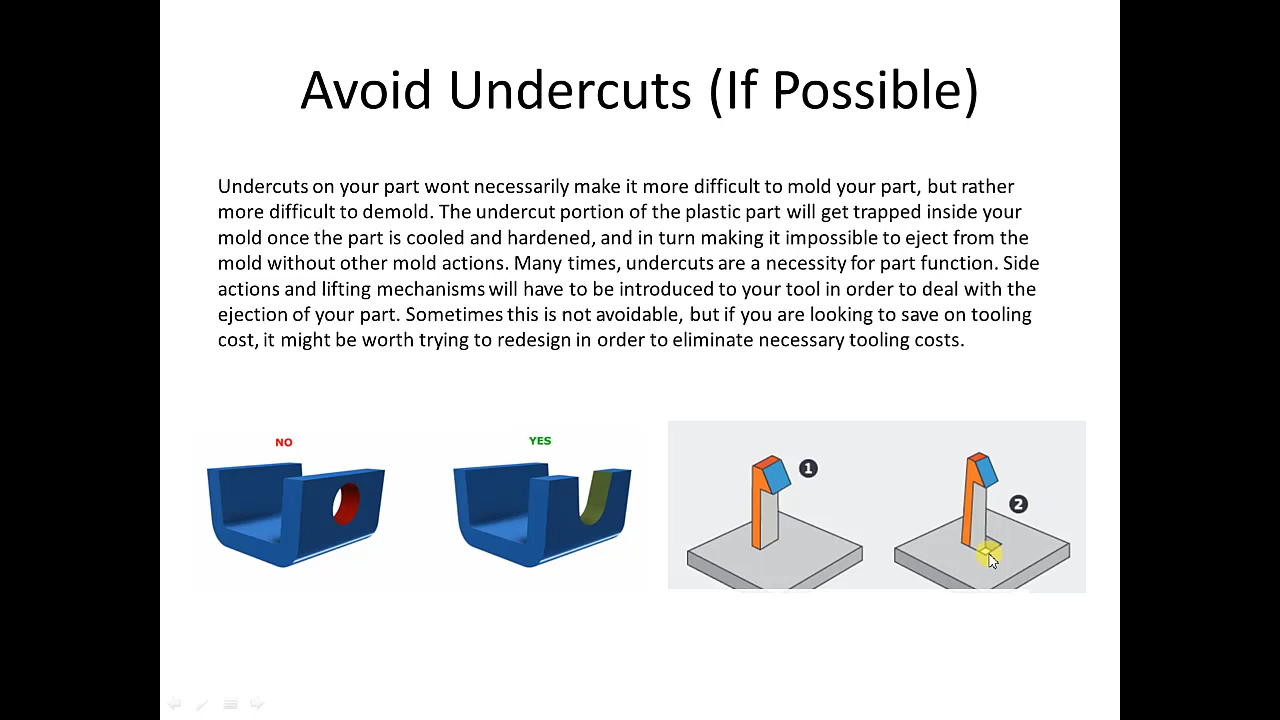 Avoid Undercuts (If Possible)
Undercuts on your part wont necessarily make it more difficult to mold your part, but rather
more difficult to demold. The undercut portion of the plastic part will get trapped inside your
mold once the part is cooled and hardened, and in turn making it impossible to eject from the
mold without other mold actions. Many times, undercuts are a necessity for part function. Side
actions and lifting mechanisms will have to be introduced to your tool in order to deal with the
ejection of your part. Sometimes this is not avoidable, but if you are looking to save on tooling
cost, it might be worth trying to redesign in order to eliminate necessary tooling costs.
NO
YES
1
2